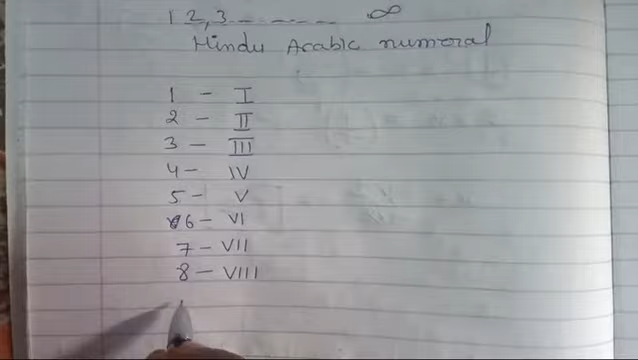 1 2, 3 - - - - - - - ∞
Hindu Arabic numeral
1 - I
2 - II
3 - III
4 - IV
5 - V
6 - VI
7 - VII
8 - VIII